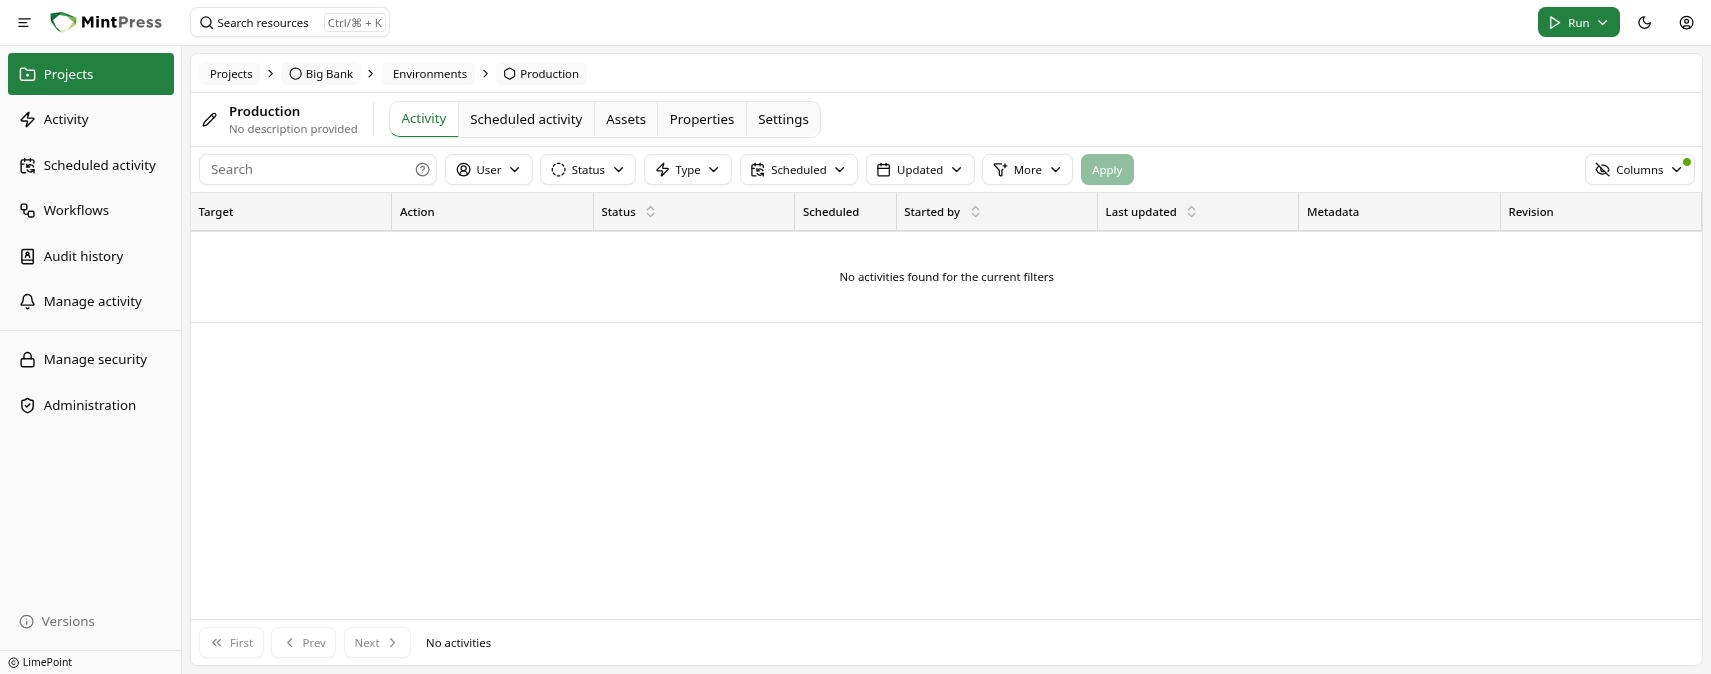 MintPress
Search resources Ctrl/⌘ + K
Run
Projects
Activity
Scheduled activity
Workflows
Audit history
Manage activity
Manage security
Administration
Versions
LimePoint
Projects Big Bank Environments Production
Production
No description provided
Activity Scheduled activity Assets Properties Settings
Search User Status Type Scheduled Updated More Apply Columns
Target Action Status Scheduled Started by Last updated Metadata Revision
No activities found for the current filters
First Prev Next No activities